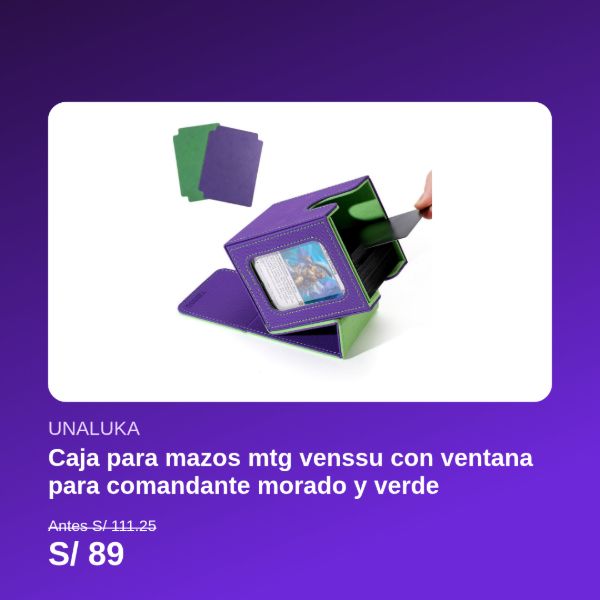 UNALUKA
Caja para mazos mtg venssu con ventana
para comandante morado y verde
Antes S/ 111.25
S/ 89